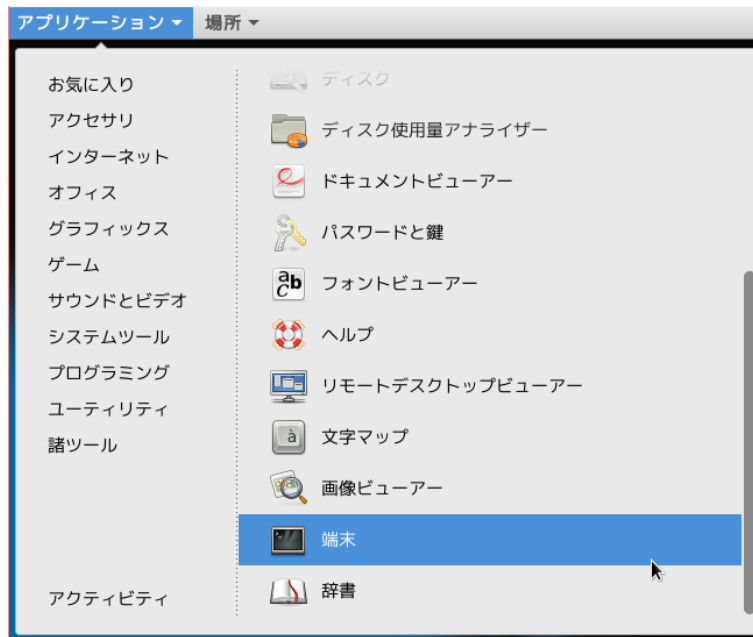 アプリケーション 場所
お気に入り
アクセサリ
インターネット
オフィス
グラフィックス
ゲーム
サウンドとビデオ
システムツール
プログラミング
ユーティリティ
諸ツール
アクティビティ
ディスク
ディスク使用量アナライザー
ドキュメントビューアー
パスワードと鍵
フォントビューアー
ヘルプ
リモートデスクトップビューアー
文字マップ
画像ビューアー
端末
辞書